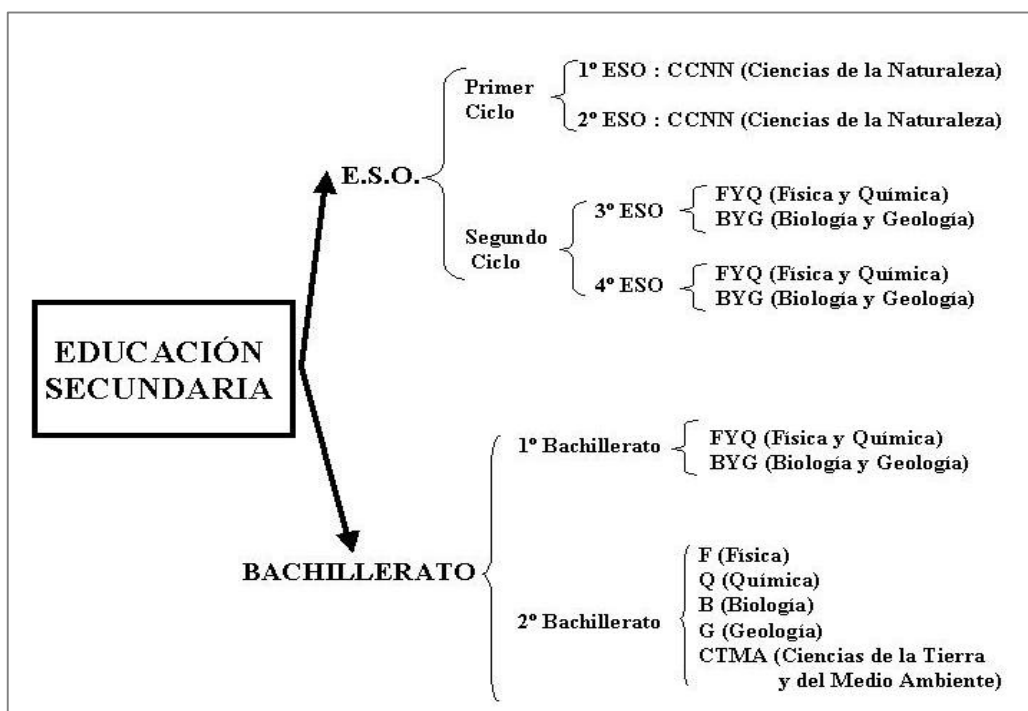 EDUCACIÓN
SECUNDARIA
E.S.O.
Primer
Ciclo
1º ESO : CCNN (Ciencias de la Naturaleza)
2º ESO : CCNN (Ciencias de la Naturaleza)
Segundo
Ciclo
3º ESO
FYQ (Física y Química)
BYG (Biología y Geología)
4º ESO
FYQ (Física y Química)
BYG (Biología y Geología)
BACHILLERATO
1º Bachillerato
FYQ (Física y Química)
BYG (Biología y Geología)
2º Bachillerato
F (Física)
Q (Química)
B (Biología)
G (Geología)
CTMA (Ciencias de la Tierra
y del Medio Ambiente)